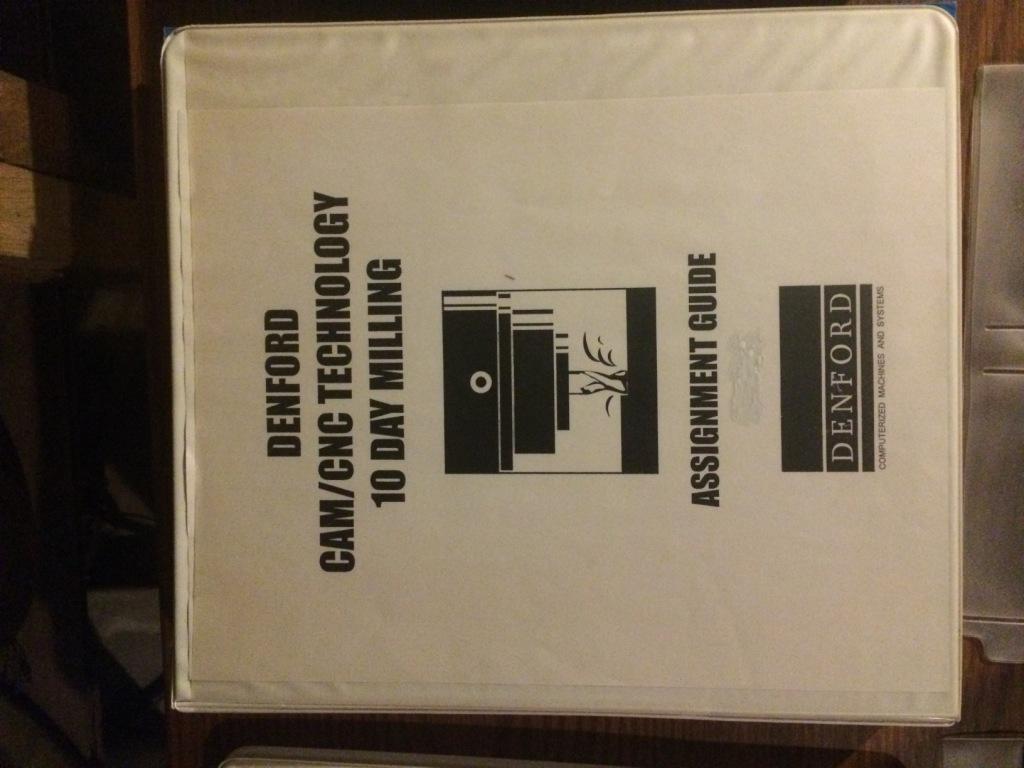 DENFORD
CAM/CNC TECHNOLOGY
10 DAY MILLING
ASSIGNMENT GUIDE
DENFORD
COMPUTERIZED MACHINES AND SYSTEMS